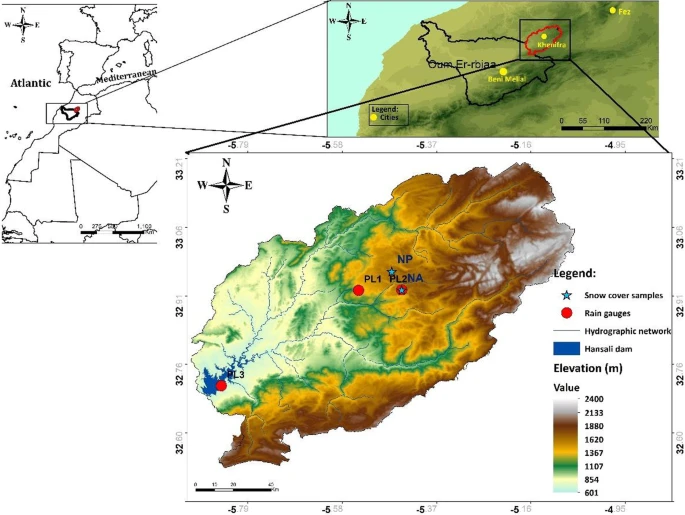 N
W E
S
Atlantic
Mediterranean
0 275 550 1,100
Km
Fez
Khenifra
Oum Er-rbiaa
Beni Mellal
Legend:
Cities
0 55 110 220
Km
-5.79 -5.58 -5.37 -5.16 -4.95
33.21
33.06
32.91
32.76
32.60
N
W E
S
NP
PL1 PL2 NA
PL3
0 15 30 45
Km
Legend:
Snow cover samples
Rain gauges
Hydrographic network
Hansali dam
Elevation (m)
Value
2400
2133
1880
1620
1367
1107
854
601
33.21
33.06
32.91
32.76
32.60
-5.79 -5.58 -5.37 -5.16 -4.95